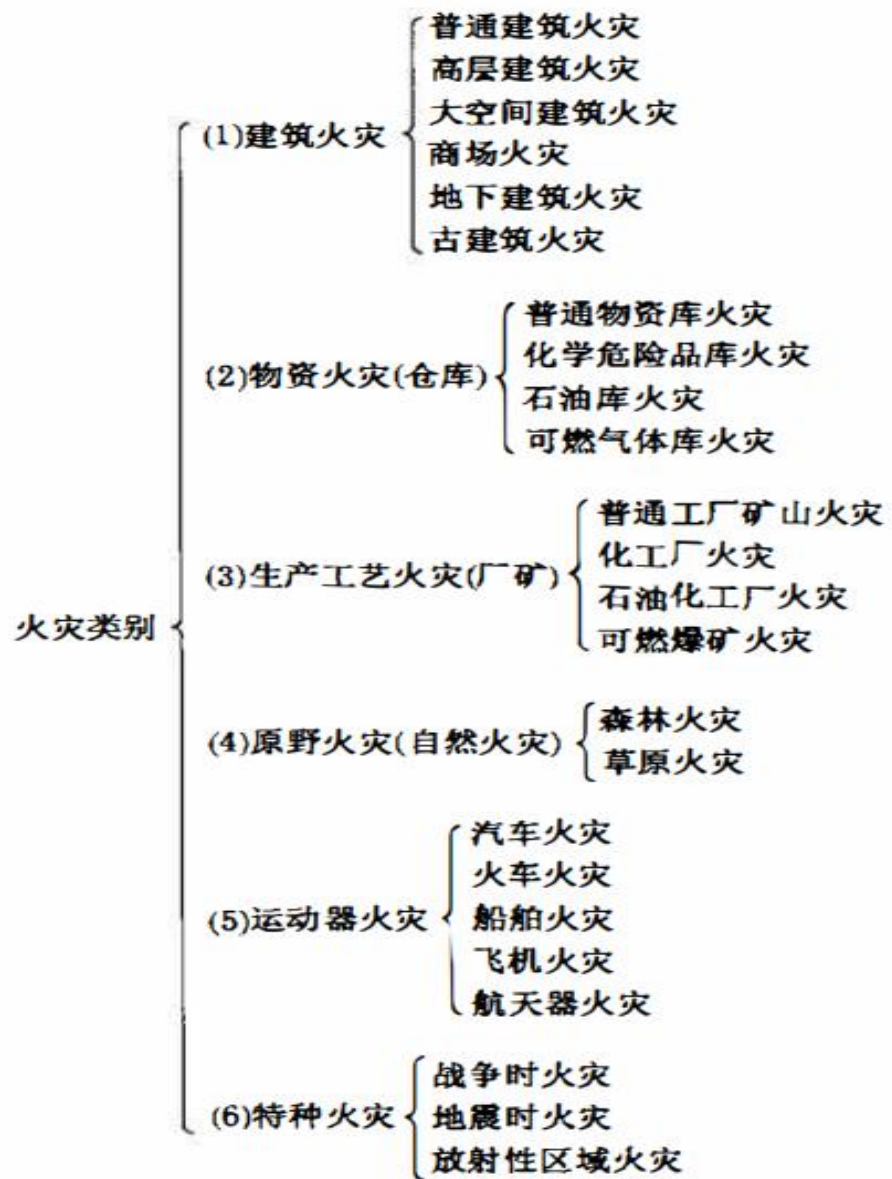 火灾类别
(1)建筑火灾
普通建筑火灾
高层建筑火灾
大空间建筑火灾
商场火灾
地下建筑火灾
古建筑火灾
(2)物资火灾(仓库)
普通物资库火灾
化学危险品库火灾
石油库火灾
可燃气体库火灾
(3)生产工艺火灾(厂矿)
普通工厂矿山火灾
化工厂火灾
石油化工厂火灾
可燃爆矿火灾
(4)原野火灾(自然火灾)
森林火灾
草原火灾
(5)运动器火灾
汽车火灾
火车火灾
船舶火灾
飞机火灾
航天器火灾
(6)特种火灾
战争时火灾
地震时火灾
放射性区域火灾